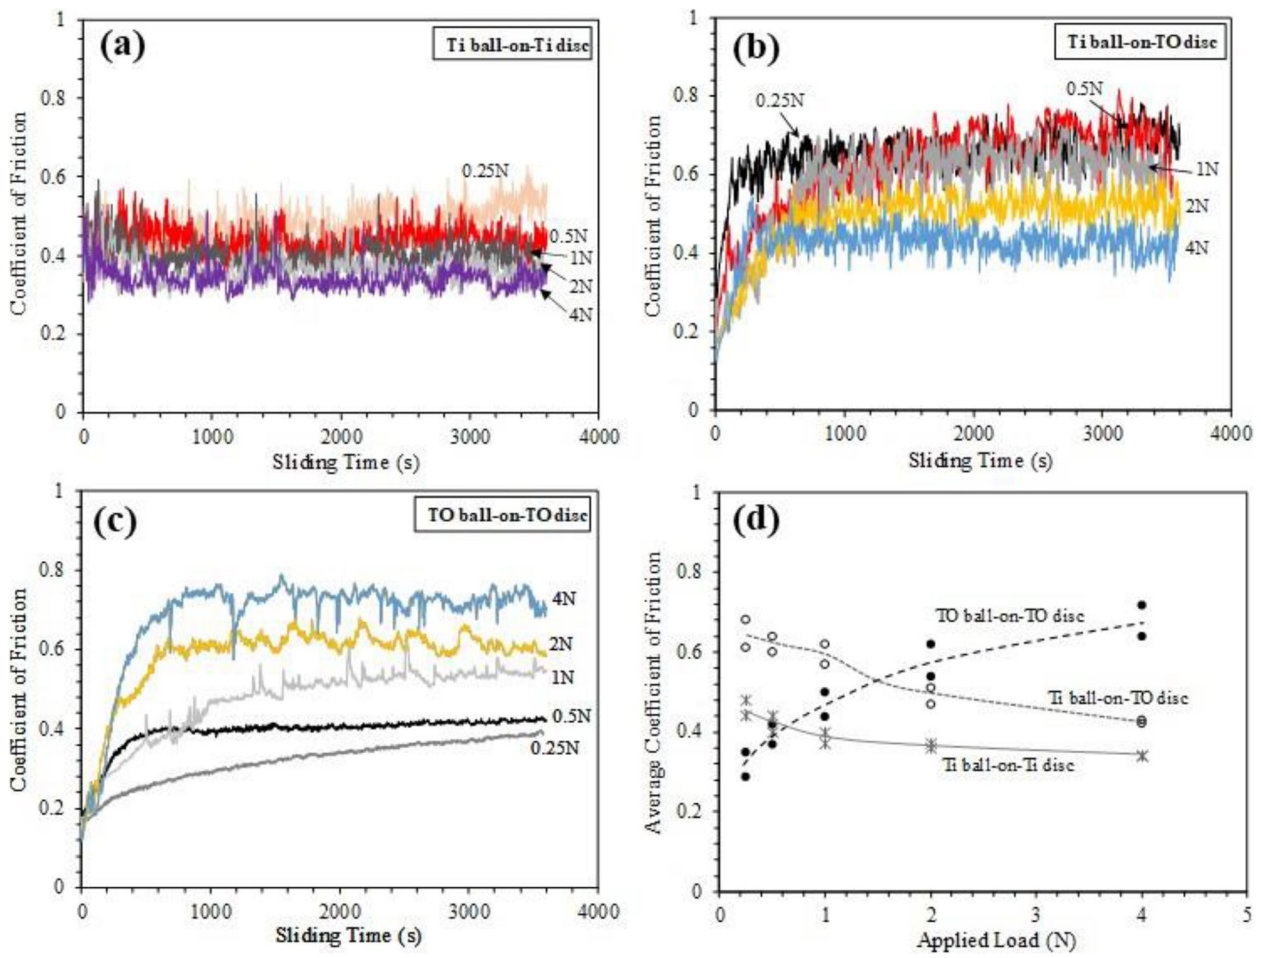 (a)
Ti ball-on-Ti disc
1
0.8
0.6
0.4
0.2
0
Coefficient of Friction
0.25N
0.5N
1N
2N
4N
0 1000 2000 3000 4000
Sliding Time (s)
(b)
Ti ball-on-TO disc
1
0.8
0.6
0.4
0.2
0
Coefficient of Friction
0.25N
0.5N
1N
2N
4N
0 1000 2000 3000 4000
Sliding Time (s)
(c)
TO ball-on-TO disc
1
0.8
0.6
0.4
0.2
0
Coefficient of Friction
4N
2N
1N
0.5N
0.25N
0 1000 2000 3000 4000
Sliding Time (s)
(d)
1
0.8
0.6
0.4
0.2
0
Average Coefficient of Friction
TO ball-on-TO disc
Ti ball-on-TO disc
Ti ball-on-Ti disc
0 1 2 3 4 5
Applied Load (N)